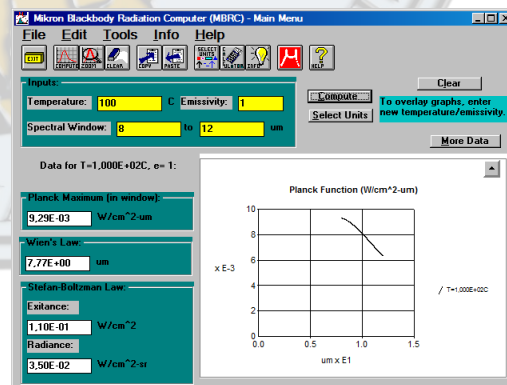 Mikron Blackbody Radiation Computer (MBRC) - Main Menu
File Edit Tools Info Help
EXIT COMPUTE ZOOM CLEAR COPY PASTE SELECT UNITS INFO HELP
Inputs:
Temperature: 100 C Emissivity: 1
Spectral Window: 8 to 12 um
Compute
Select Units
Clear
To overlay graphs, enter
new temperature/emissivity.
More Data
Data for T=1,000E+02C, e= 1:
Planck Maximum (in window):
9,29E-03 W/cm^2-um
Wien's Law:
7,77E+00 um
Stefan-Boltzman Law:
Exitance:
1,10E-01 W/cm^2
Radiance:
3,50E-02 W/cm^2-sr
Planck Function (W/cm^2-um)
10
8
6
4
2
0
x E-3
0.0 0.5 1.0 1.5
um x E1
T=1,000E+02C